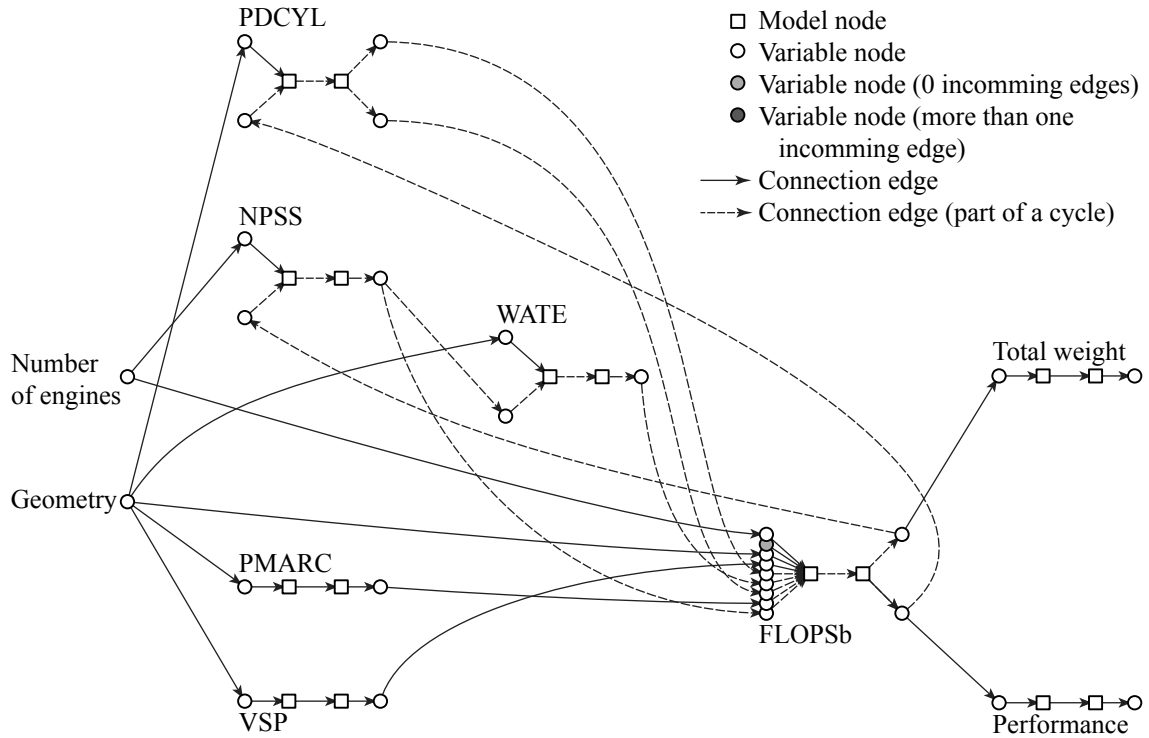 PDCYL
Model node
Variable node
Variable node (0 incomming edges)
Variable node (more than one
incomming edge)
Connection edge
Connection edge (part of a cycle)
NPSS
WATE
Number
of engines
Total weight
Geometry
PMARC
FLOPSb
VSP
Performance